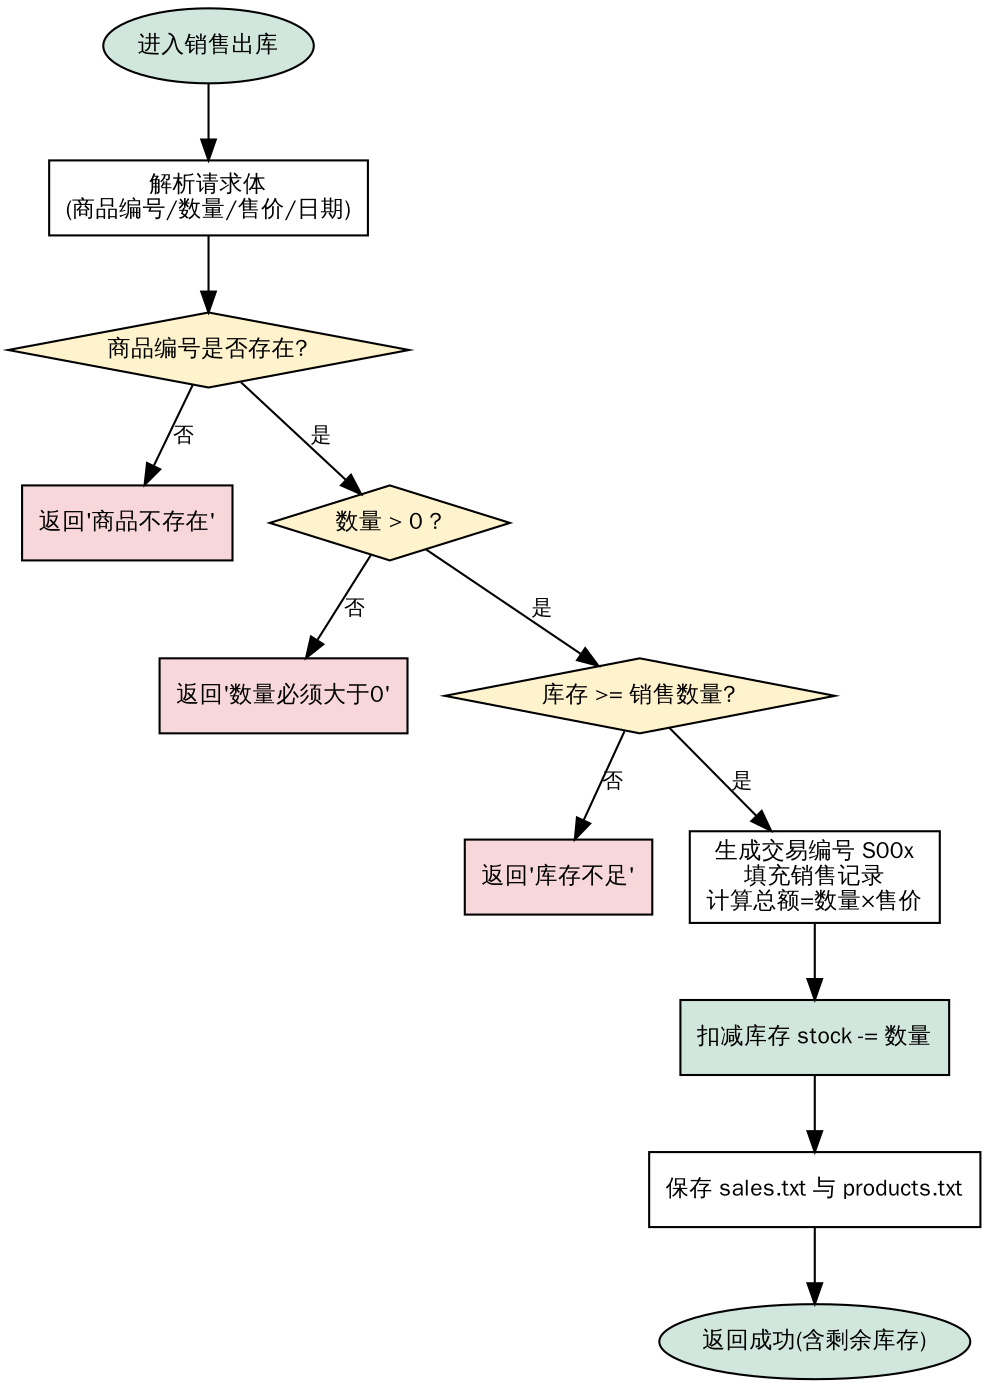 进入销售出库
解析请求体
(商品编号/数量/售价/日期)
商品编号是否存在?
否
是
返回'商品不存在'
数量 > 0 ?
否
是
返回'数量必须大于0'
库存 >= 销售数量?
否
是
返回'库存不足'
生成交易编号 S00x
填充销售记录
计算总额=数量×售价
扣减库存 stock -= 数量
保存 sales.txt 与 products.txt
返回成功(含剩余库存)